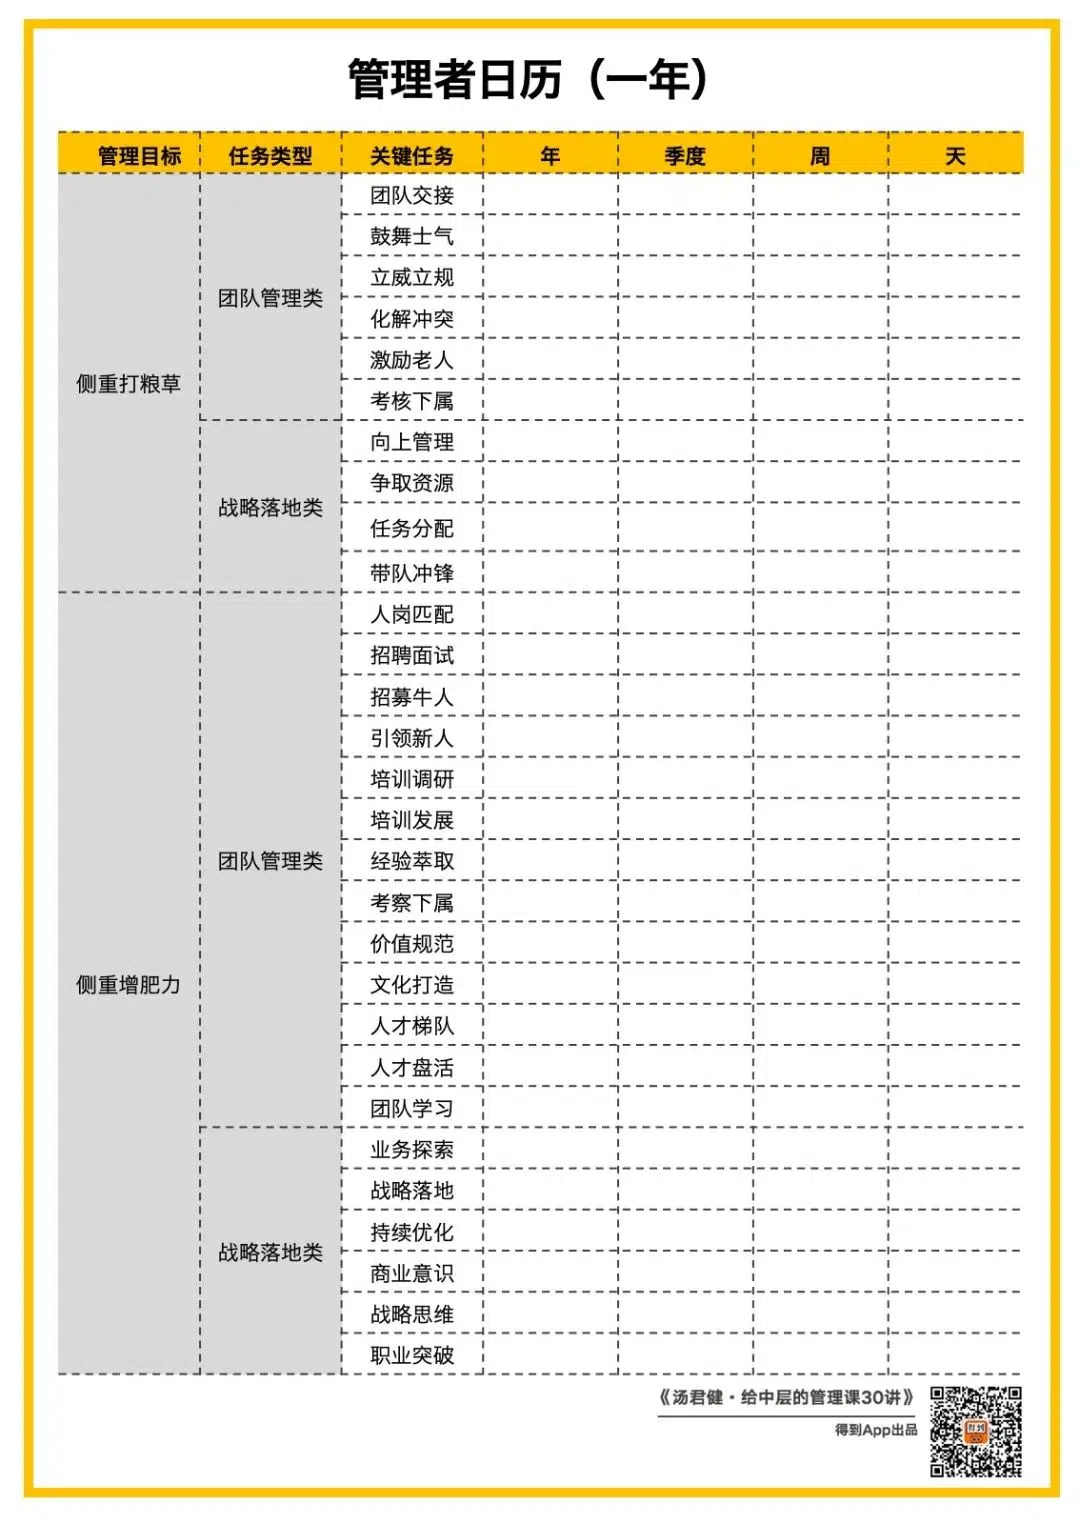 管理者日历（一年）
管理目标 任务类型 关键任务 年 季度 周 天
侧重打粮草
团队管理类
团队交接
鼓舞士气
立威立规
化解冲突
激励老人
考核下属
战略落地类
向上管理
争取资源
任务分配
带队冲锋
侧重增肥力
团队管理类
人岗匹配
招聘面试
招募牛人
引领新人
培训调研
培训发展
经验萃取
考察下属
价值规范
文化打造
人才梯队
人才盘活
团队学习
战略落地类
业务探索
战略落地
持续优化
商业意识
战略思维
职业突破
《汤君健·给中层的管理课30讲》
得到App出品
得到